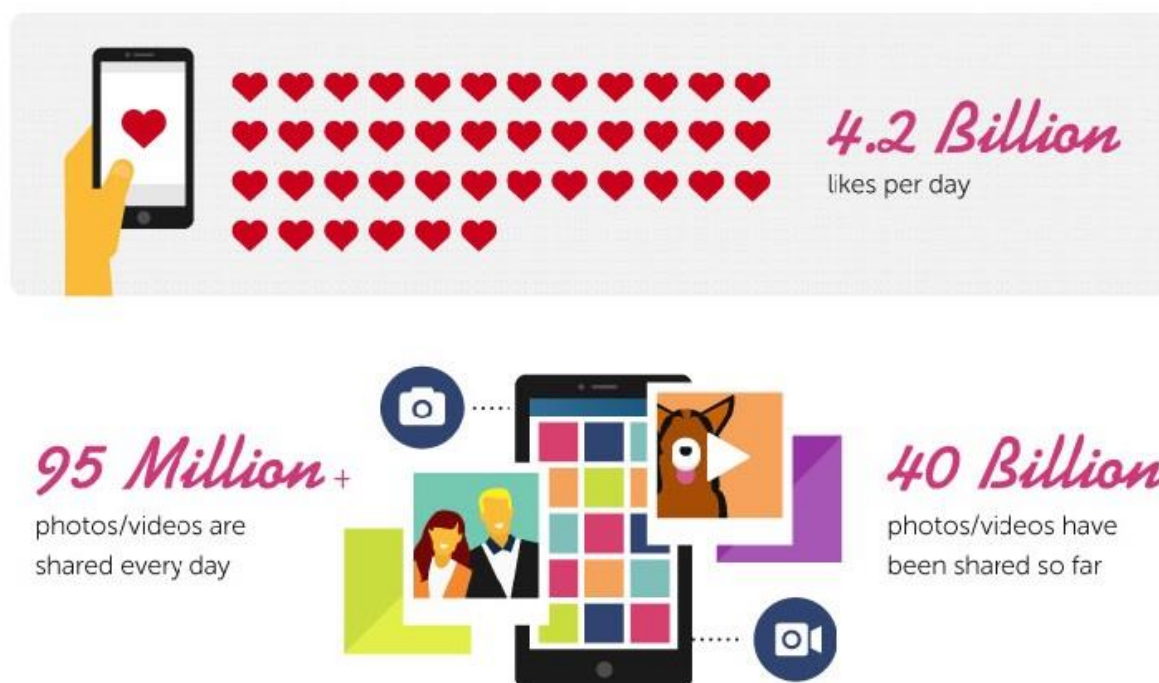 4.2 Billion
likes per day
95 Million +
photos/videos are
shared every day
40 Billion
photos/videos have
been shared so far